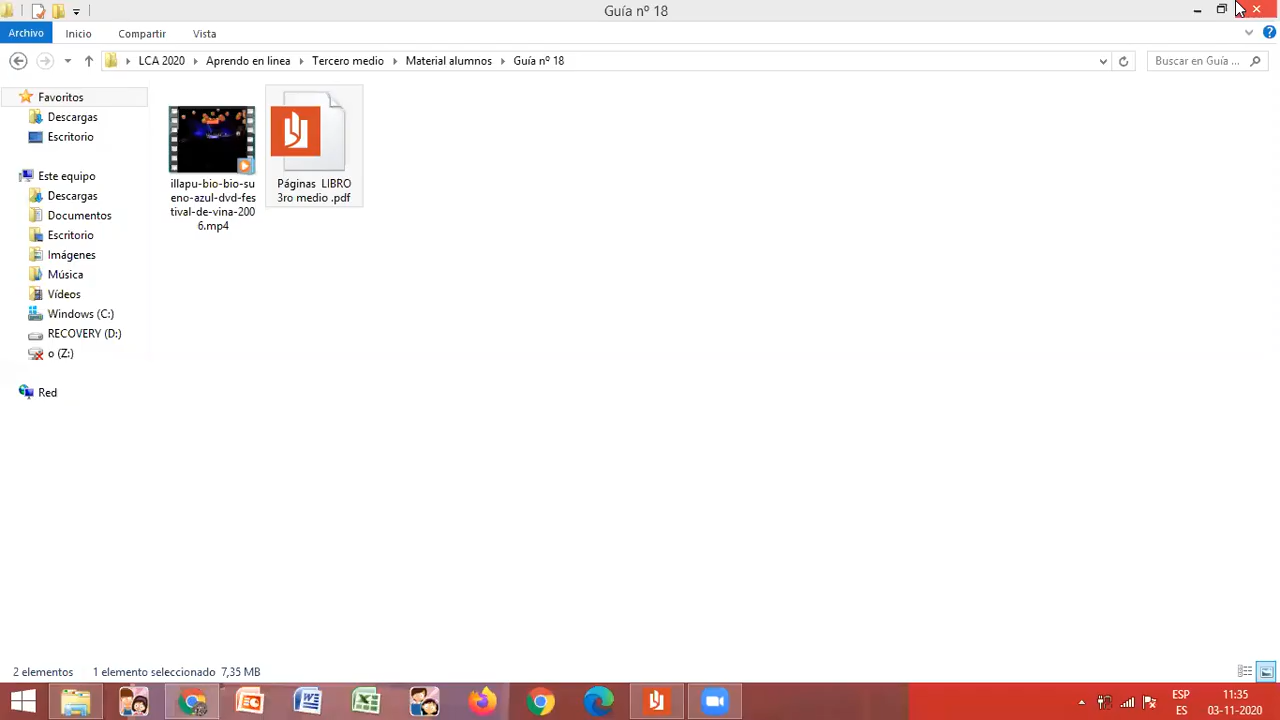 Guía nº 18
Archivo Inicio Compartir Vista
LCA 2020 Aprendo en linea Tercero medio Material alumnos Guía nº 18 Buscar en Guía ...
Favoritos
Descargas
Escritorio
Este equipo
Descargas
Documentos
Escritorio
Imágenes
Música
Vídeos
Windows (C:)
RECOVERY (D:)
o (Z:)
Red
illapu-bio-bio-su
eno-azul-dvd-fes
tival-de-vina-200
6.mp4
Páginas LIBRO
3ro medio .pdf
2 elementos 1 elemento seleccionado 7,35 MB
ESP
ES
11:35
03-11-2020